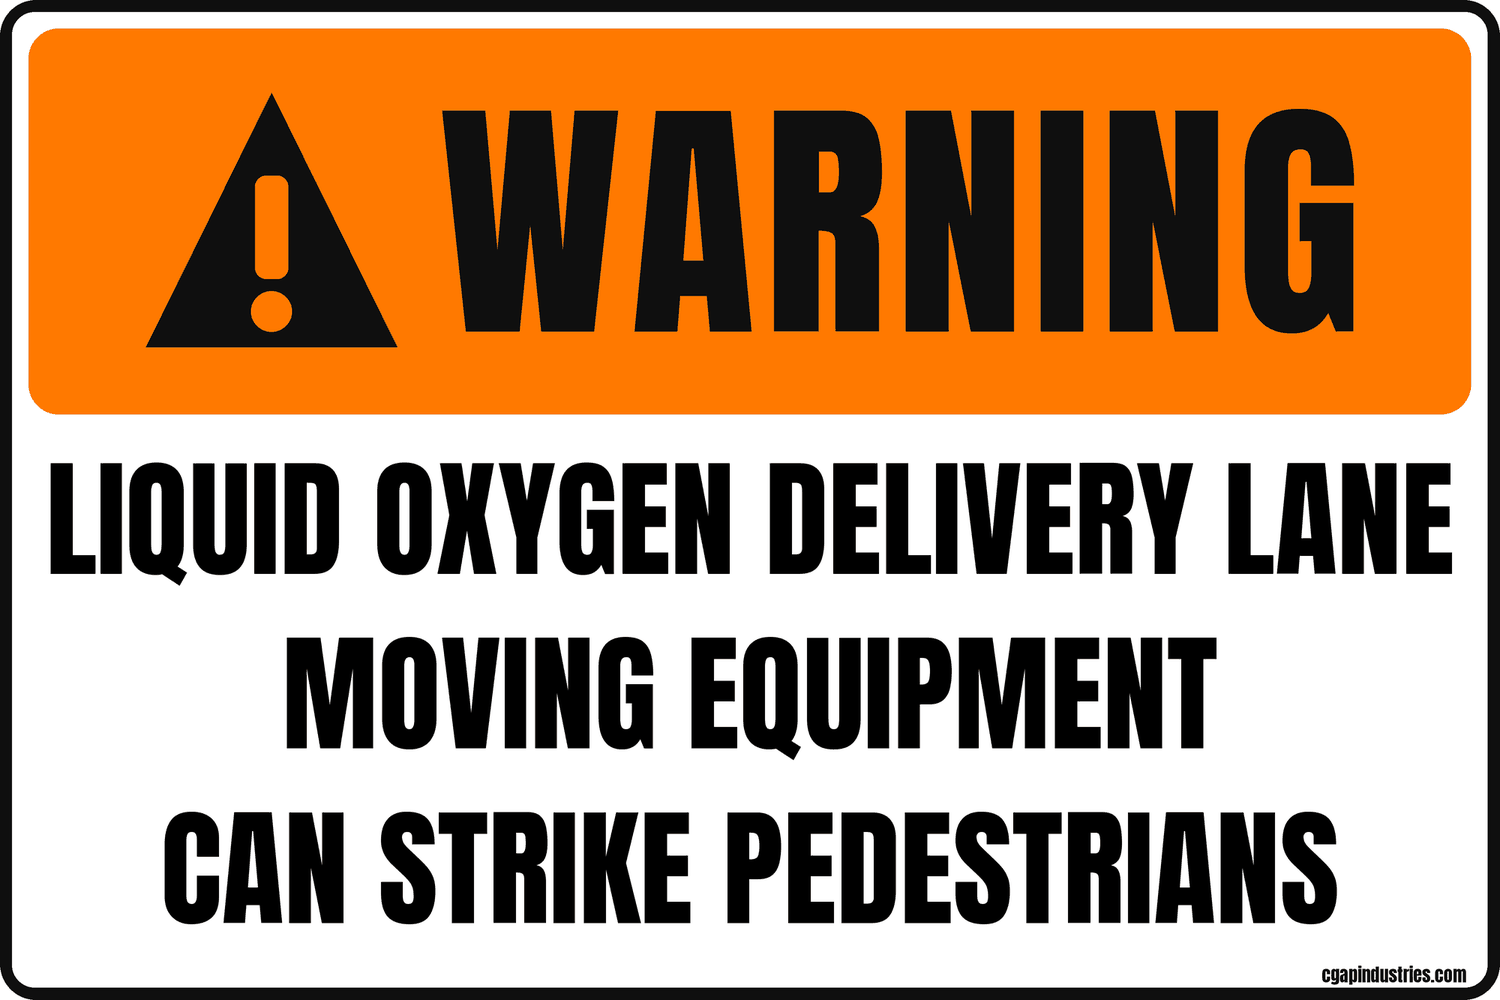 WARNING
LIQUID OXYGEN DELIVERY LANE
MOVING EQUIPMENT
CAN STRIKE PEDESTRIANS
cgapindustries.com